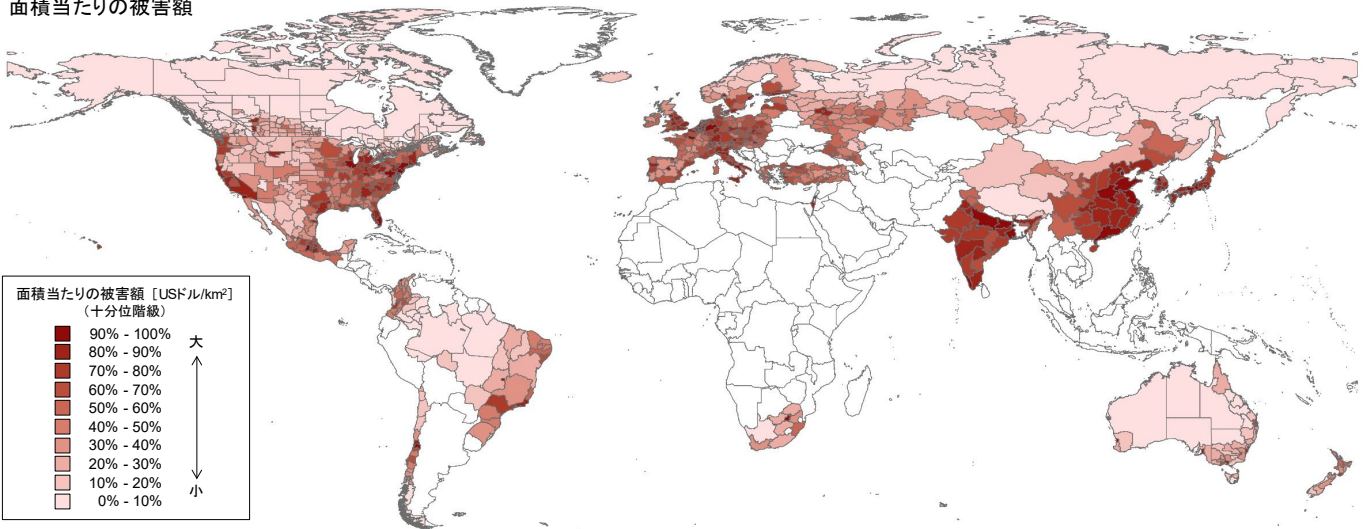 面積当たりの被害額
面積当たりの被害額 [USドル/km²]
(十分位階級)
90% - 100%
大
80% - 90%
70% - 80%
60% - 70%
50% - 60%
40% - 50%
30% - 40%
20% - 30%
10% - 20%
小
0% - 10%